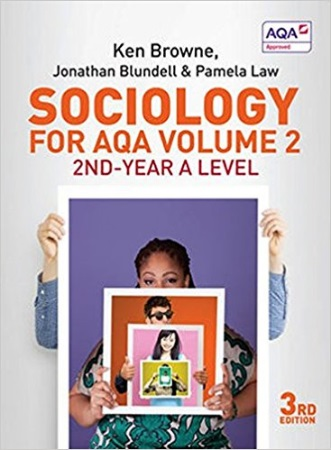 AQA
Approved
Ken Browne,
Jonathan Blundell & Pamela Law
SOCIOLOGY
FOR AQA VOLUME 2
2ND-YEAR A LEVEL
3RD
EDITION